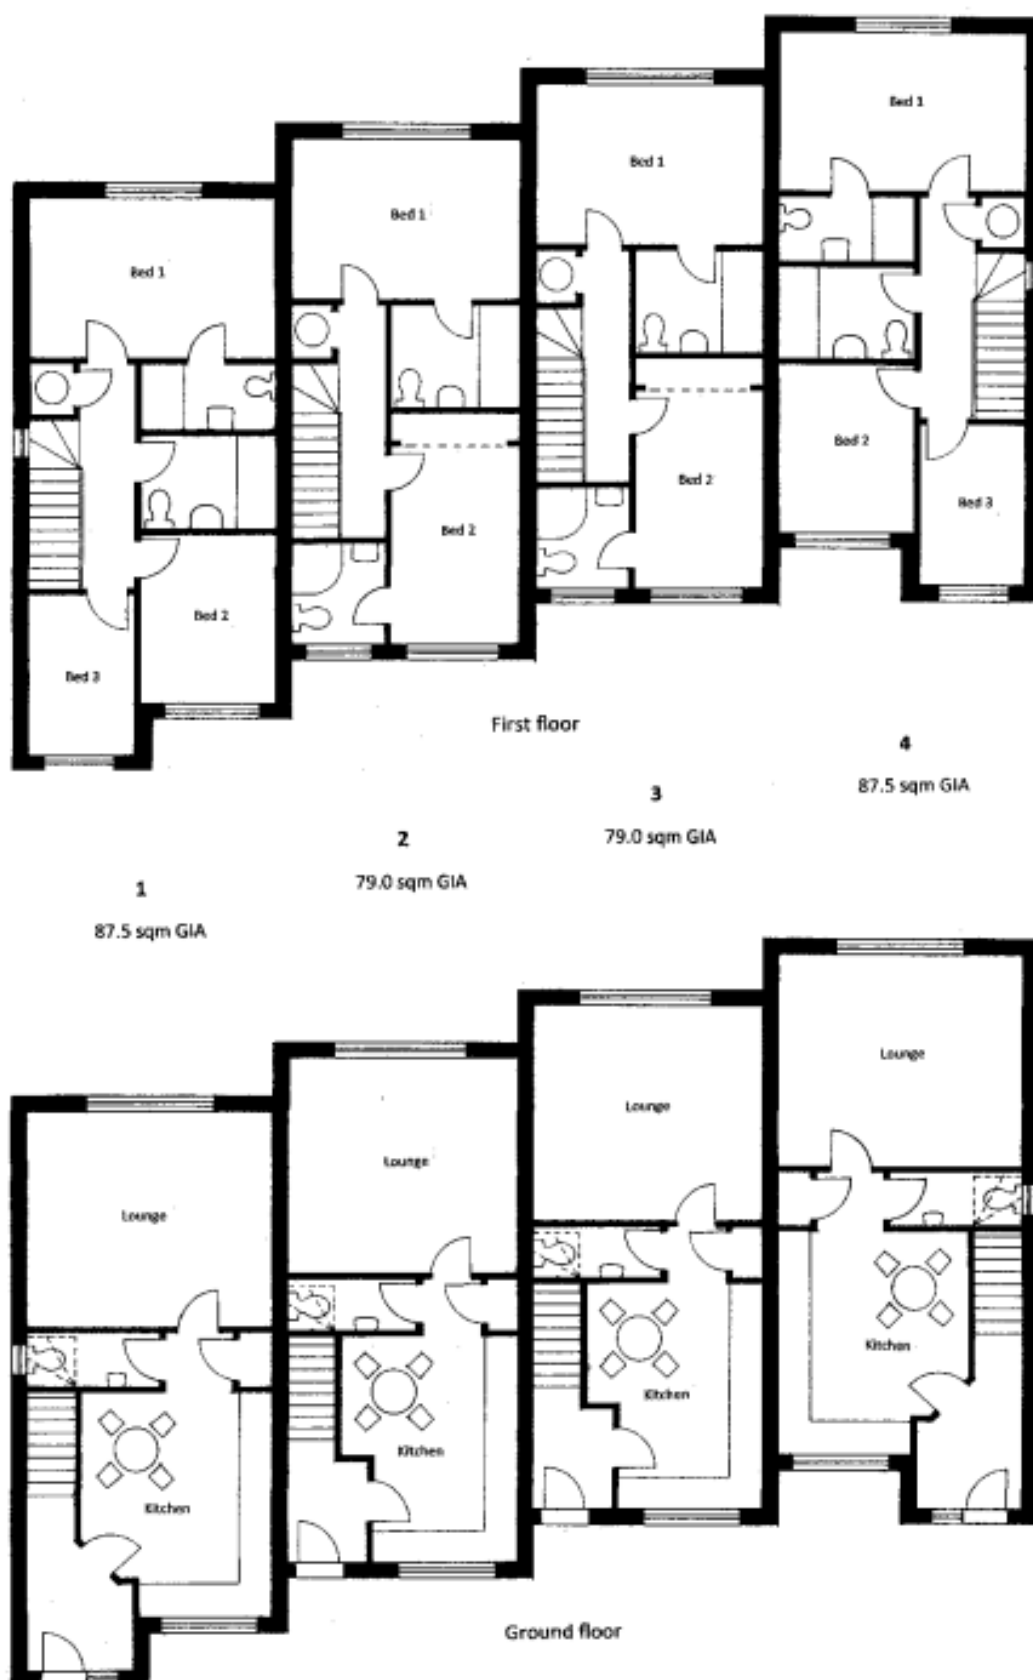 Bed 1
Bed 1
Bed 1
Bed 1
Bed 2
Bed 2
Bed 2
Bed 3
Bed 2
Bed 3
First floor
4
87.5 sqm GIA
3
79.0 sqm GIA
2
79.0 sqm GIA
1
87.5 sqm GIA
Lounge
Lounge
Lounge
Lounge
Kitchen
Kitchen
Kitchen
Kitchen
Ground floor